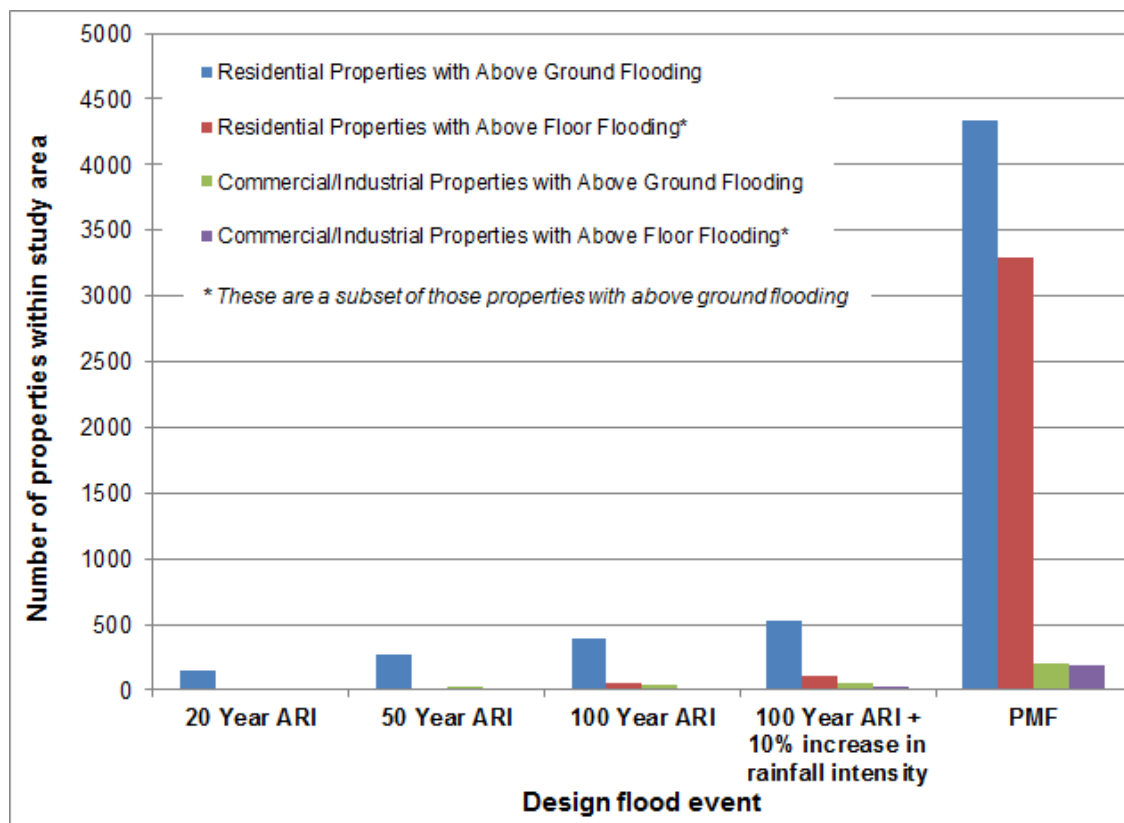 5000
4500
4000
3500
3000
2500
2000
1500
1000
500
0
Number of properties within study area
Residential Properties with Above Ground Flooding
Residential Properties with Above Floor Flooding*
Commercial/Industrial Properties with Above Ground Flooding
Commercial/Industrial Properties with Above Floor Flooding*
* These are a subset of those properties with above ground flooding
20 Year ARI
50 Year ARI
100 Year ARI
100 Year ARI +
10% increase in
rainfall intensity
PMF
Design flood event